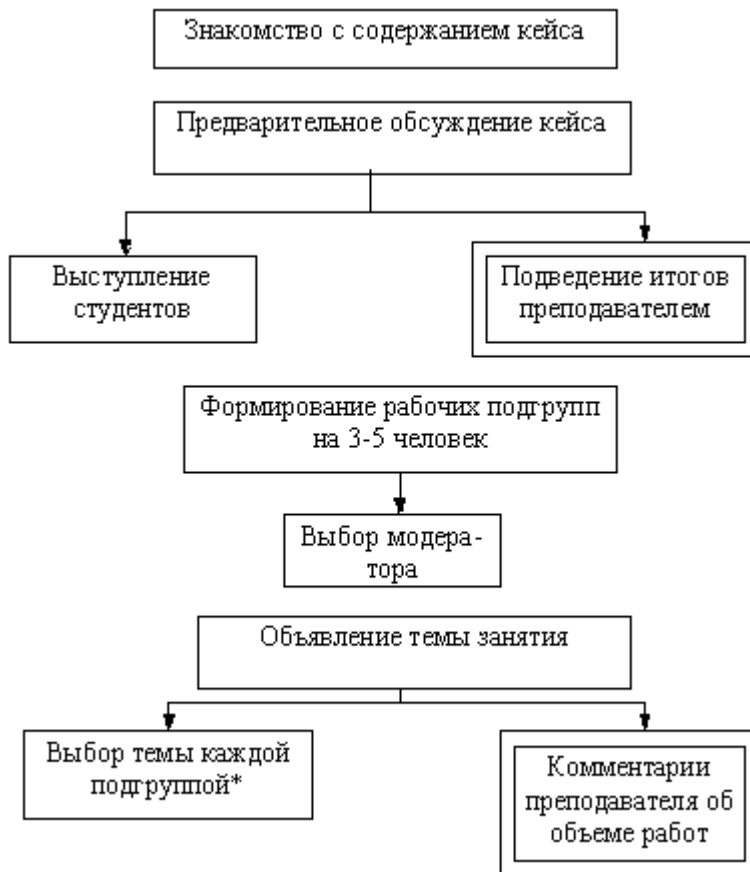 Знакомство с содержанием кейса
Предварительное обсуждение кейса
Выступление
студентов
Подведение итогов
преподавателем
Формирование рабочих подгрупп
на 3-5 человек
Выбор модера-
тора
Объявление темы занятия
Выбор темы каждой
подгруппой*
Комментарии
преподавателя об
объеме работ